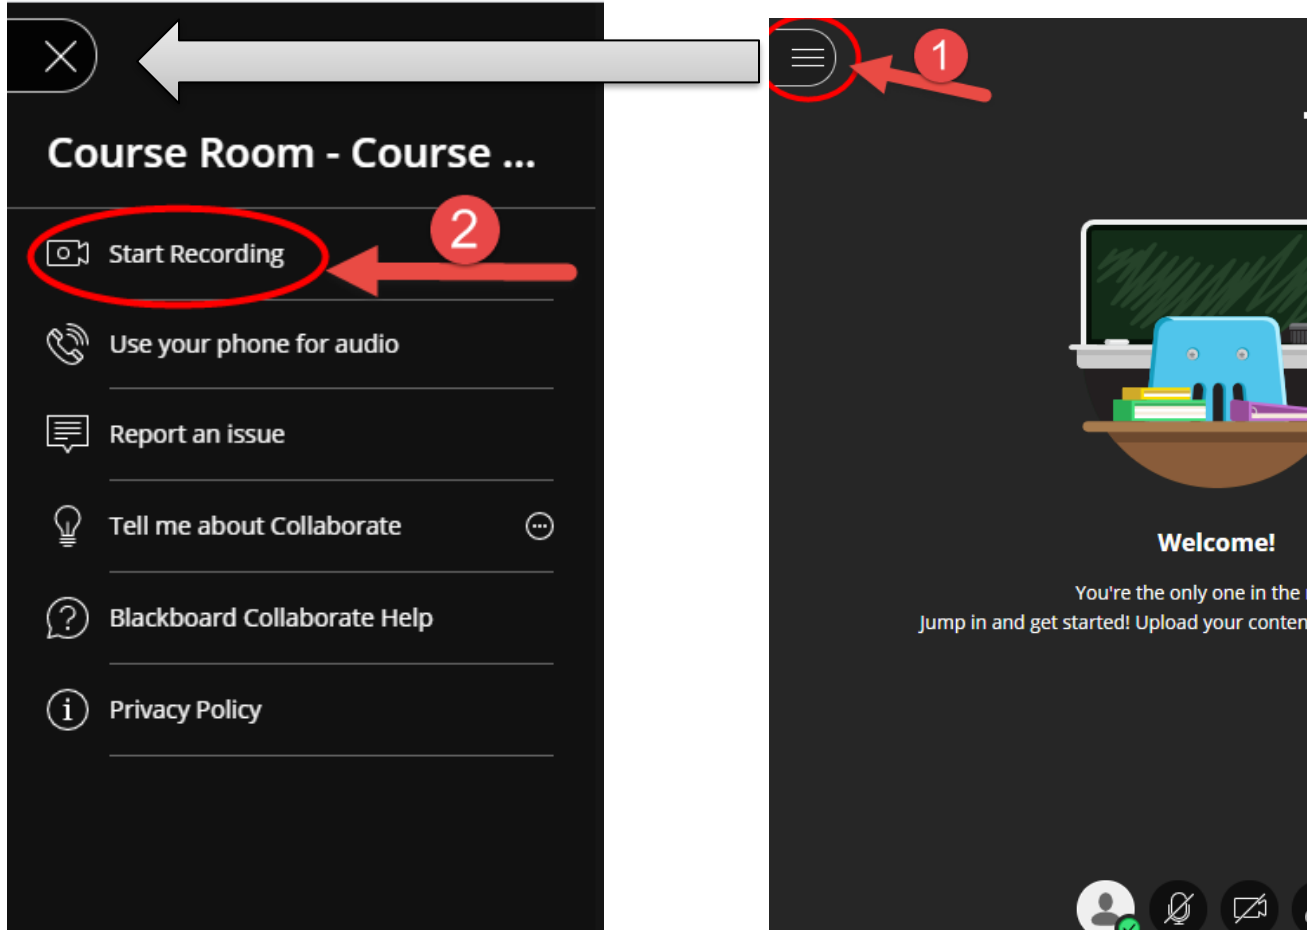 Course Room - Course ...
2
Start Recording
Use your phone for audio
Report an issue
Tell me about Collaborate
Blackboard Collaborate Help
Privacy Policy
1
Welcome!
You're the only one in the
Jump in and get started! Upload your conten